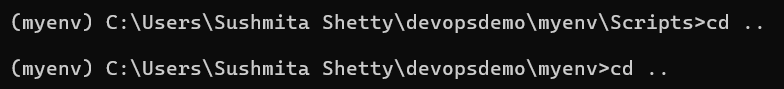 (myenv) C:\Users\Sushmita Shetty\devopsdemo\myenv\Scripts>cd ..
(myenv) C:\Users\Sushmita Shetty\devopsdemo\myenv>cd ..